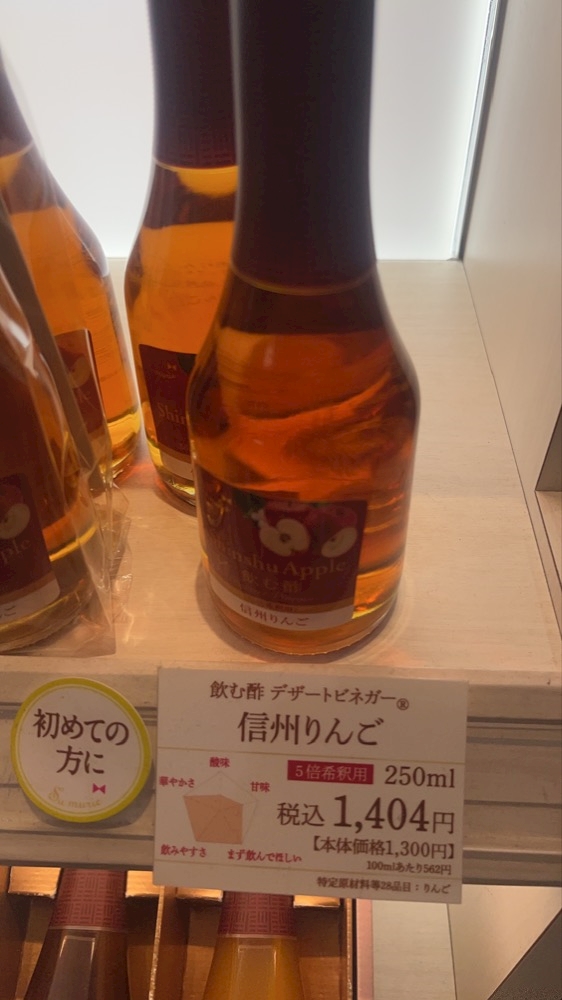 Shin
Apple
Shinshu Apple
飲む酢
信州りんご
初めての
方に
飲む酢 デザートビネガー®
信州りんご
酸味
華やかさ
甘味
飲みやすさ
まず飲んでほしい
5倍希釈用 250ml
税込 1,404円
【本体価格1,300円】
100mlあたり562円
特定原材料等28品目:りんご